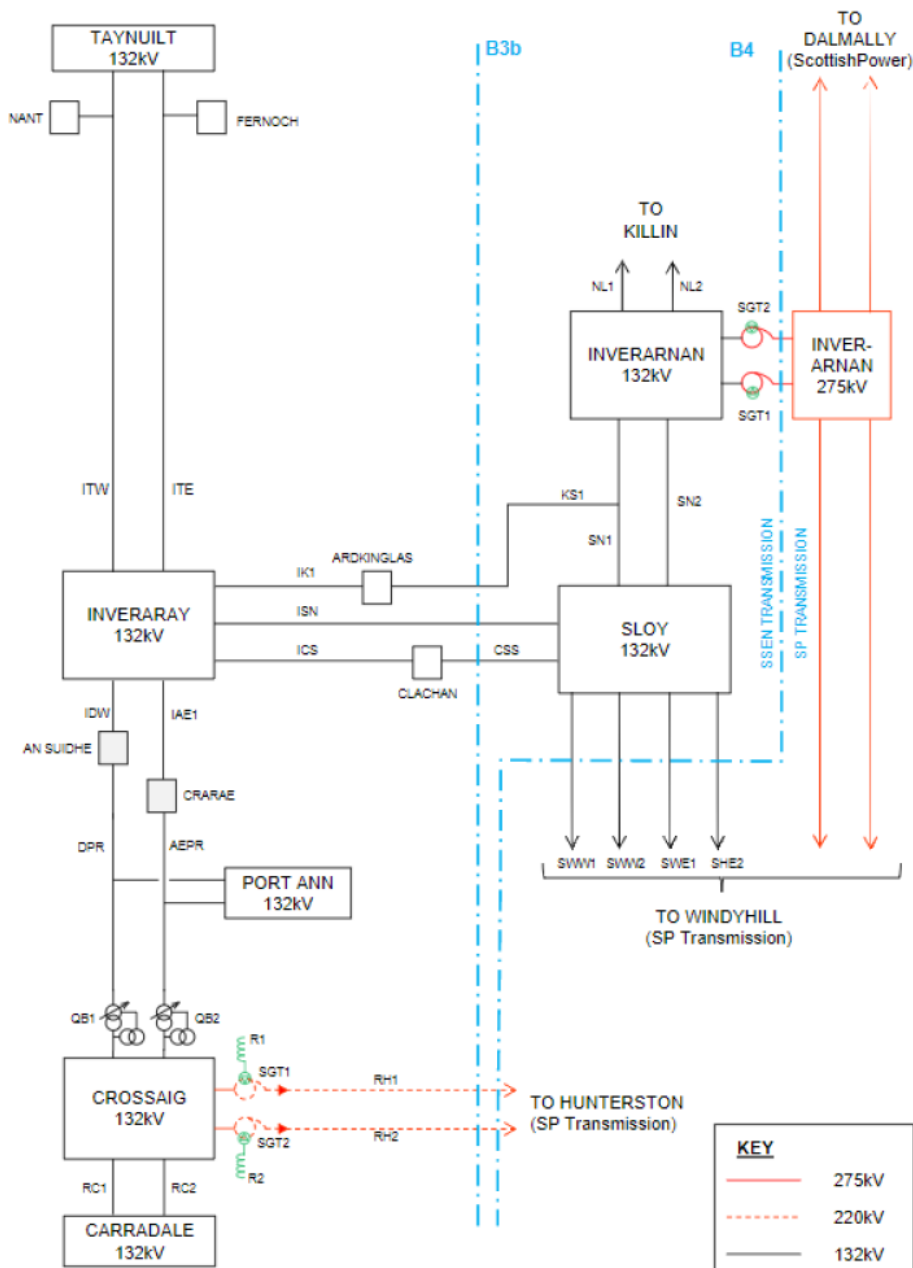 TAYNUILT
132kV
NANT
FERNOCH
B3b
B4
TO
DALMALLY
(ScottishPower)
TO
KILLIN
NL1
NL2
SGT2
INVERARNAN
132kV
INVER-
ARNAN
275kV
SGT1
ITW
ITE
KS1
SN2
SN1
ARDKINGLAS
IK1
ISN
ICS
CSS
CLACHAN
INVERARAY
132kV
SLOY
132kV
SSEN TRANSMISSION
SP TRANSMISSION
IDW
IAE1
AN SUIDHE
CRARAE
DPR
AEPR
PORT ANN
132kV
SWW1
SWW2
SWE1
SHE2
TO WINDYHILL
(SP Transmission)
QB1
QB2
R1
SGT1
RH1
CROSSAIG
132kV
TO HUNTERSTON
(SP Transmission)
SGT2
RH2
R2
RC1
RC2
CARRADALE
132kV
KEY
275kV
220kV
132kV